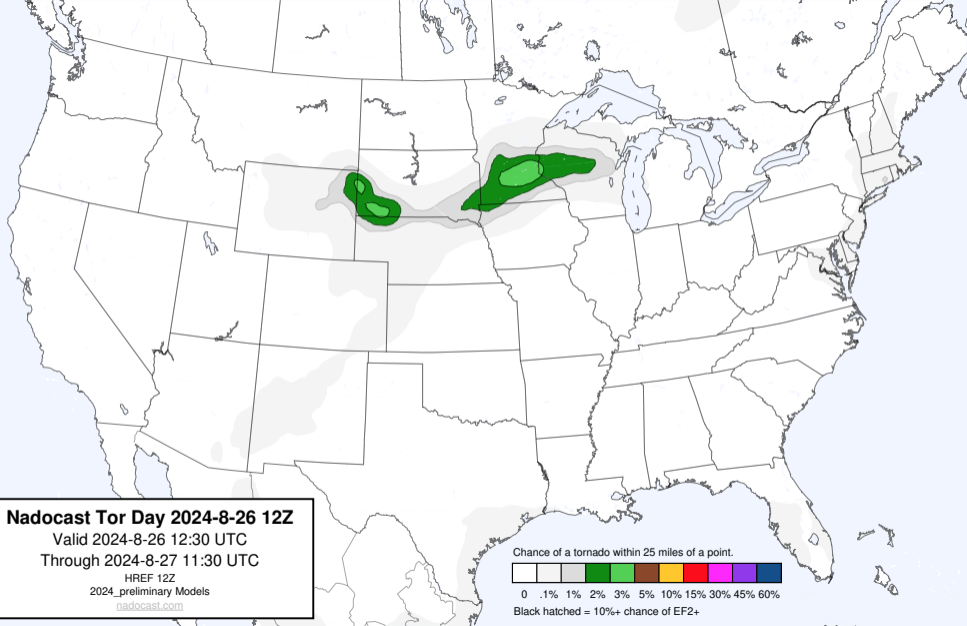 Nadocast Tor Day 2024-8-26 12Z
Valid 2024-8-26 12:30 UTC
Through 2024-8-27 11:30 UTC
HREF 12Z
2024_preliminary Models
nadocast.com
Chance of a tornado within 25 miles of a point.
0 .1% 1% 2% 3% 5% 10% 15% 30% 45% 60%
Black hatched = 10%+ chance of EF2+